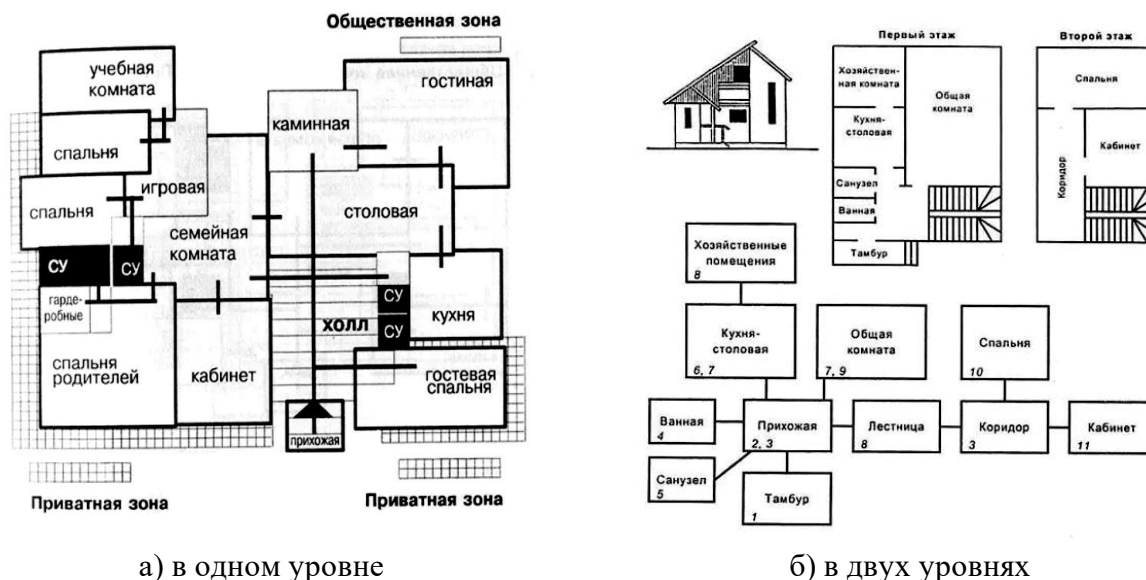 Общественная зона
учебная
комната
гостиная
каминная
спальня
игровая
спальня
столовая
семейная
комната
СУ
СУ
гарде-
робные
СУ
кухня
холл
СУ
спальня
родителей
кабинет
гостевая
спальня
прихожая
Приватная зона
Приватная зона
а) в одном уровне
Первый этаж
Второй этаж
Хозяйствен-
ная комната
Общая
комната
Кухня-
столовая
Санузел
Ванная
Тамбур
Спальня
Кабинет
Коридор
Хозяйственные
помещения
8
Кухня-
столовая
6, 7
Общая
комната
7, 9
Спальня
10
Ванная
4
Прихожая
2, 3
Лестница
8
Коридор
3
Кабинет
11
Санузел
5
Тамбур
1
б) в двух уровнях